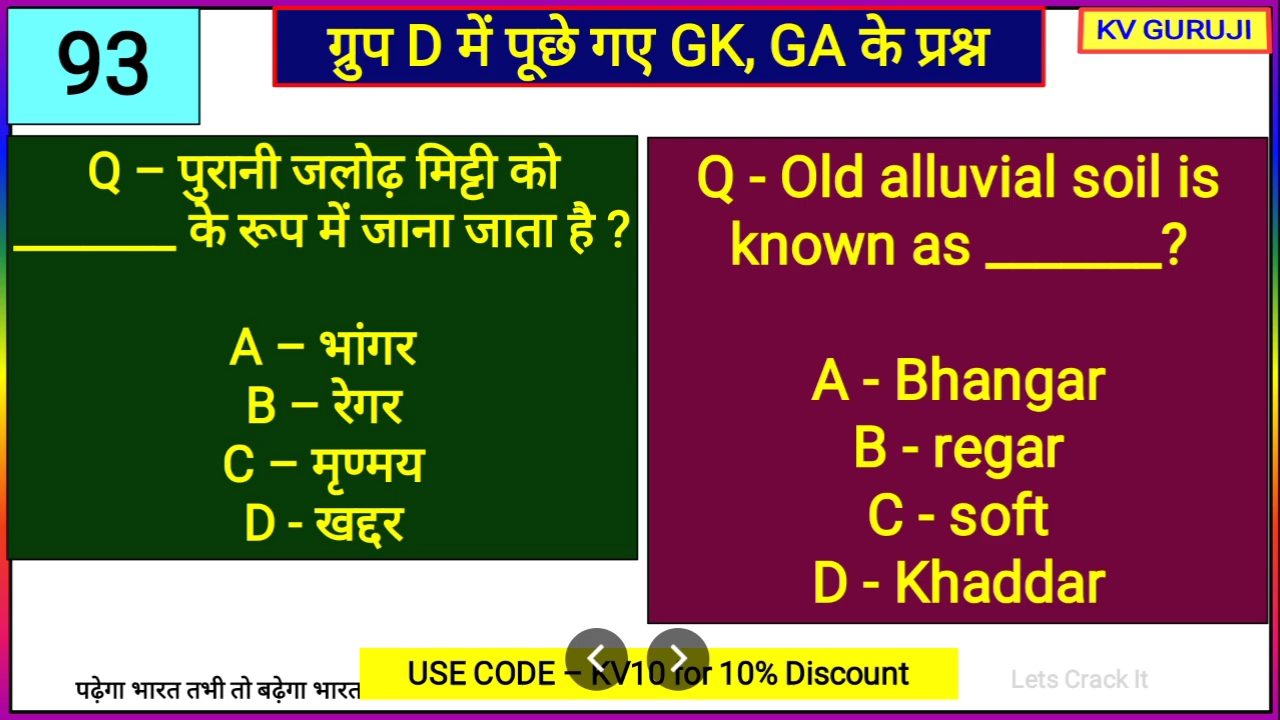 93
ग्रुप D में पूछे गए GK, GA के प्रश्न
KV GURUJI
Q – पुरानी जलोढ़ मिट्टी को
_______ के रूप में जाना जाता है ?
A – भांगर
B – रेगर
C – मृण्मय
D - खद्दर
Q - Old alluvial soil is
known as _______?
A - Bhangar
B - regar
C - soft
D - Khaddar
पढ़ेगा भारत तभी तो बढ़ेगा भारत
USE CODE – KV10 for 10% Discount
Lets Crack It